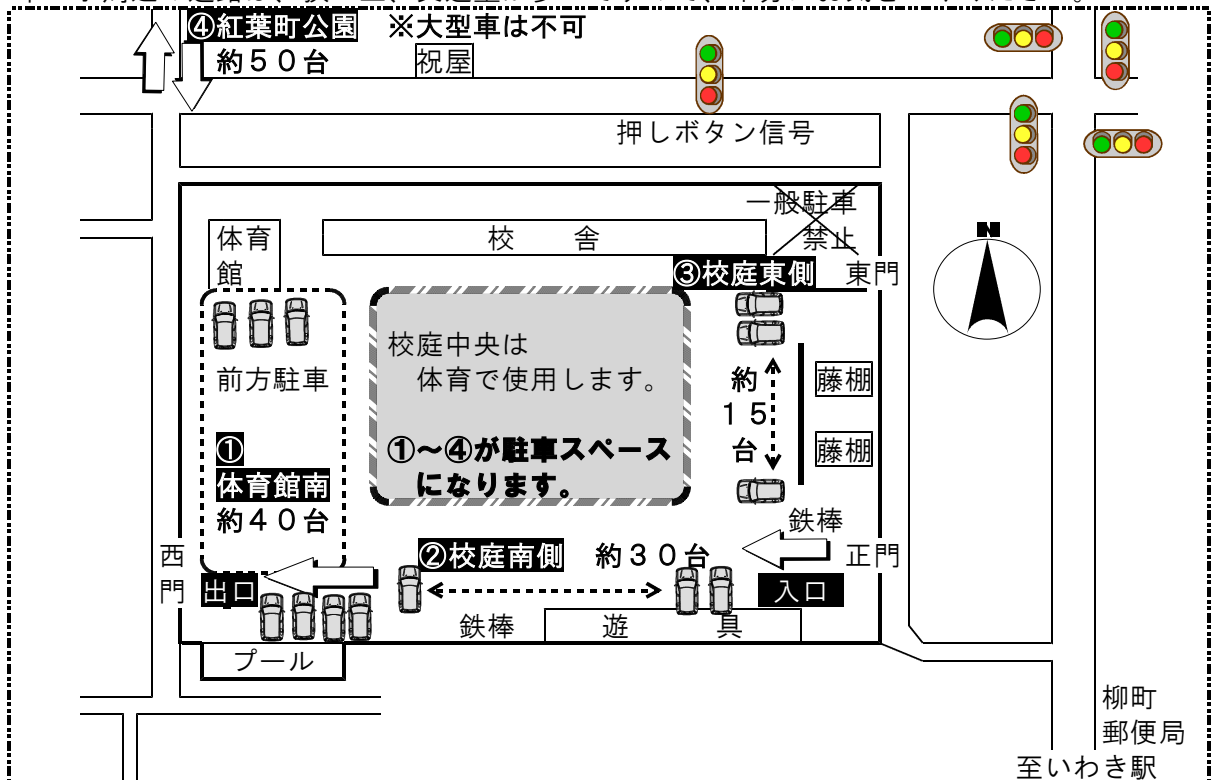 ④紅葉町公園 ※大型車は不可
約５０台 祝屋
押しボタン信号
一般駐車
禁止
体育
館
校 舎
N
③校庭東側 東門
校庭中央は
体育で使用します。
①～④が駐車スペース
になります。
前方駐車
①
体育館南
約４０台
約
１５
台
藤棚
藤棚
鉄棒
②校庭南側 約３０台
正門
西
門
出口
入口
鉄棒 遊 具
プール
柳町
郵便局
至いわき駅